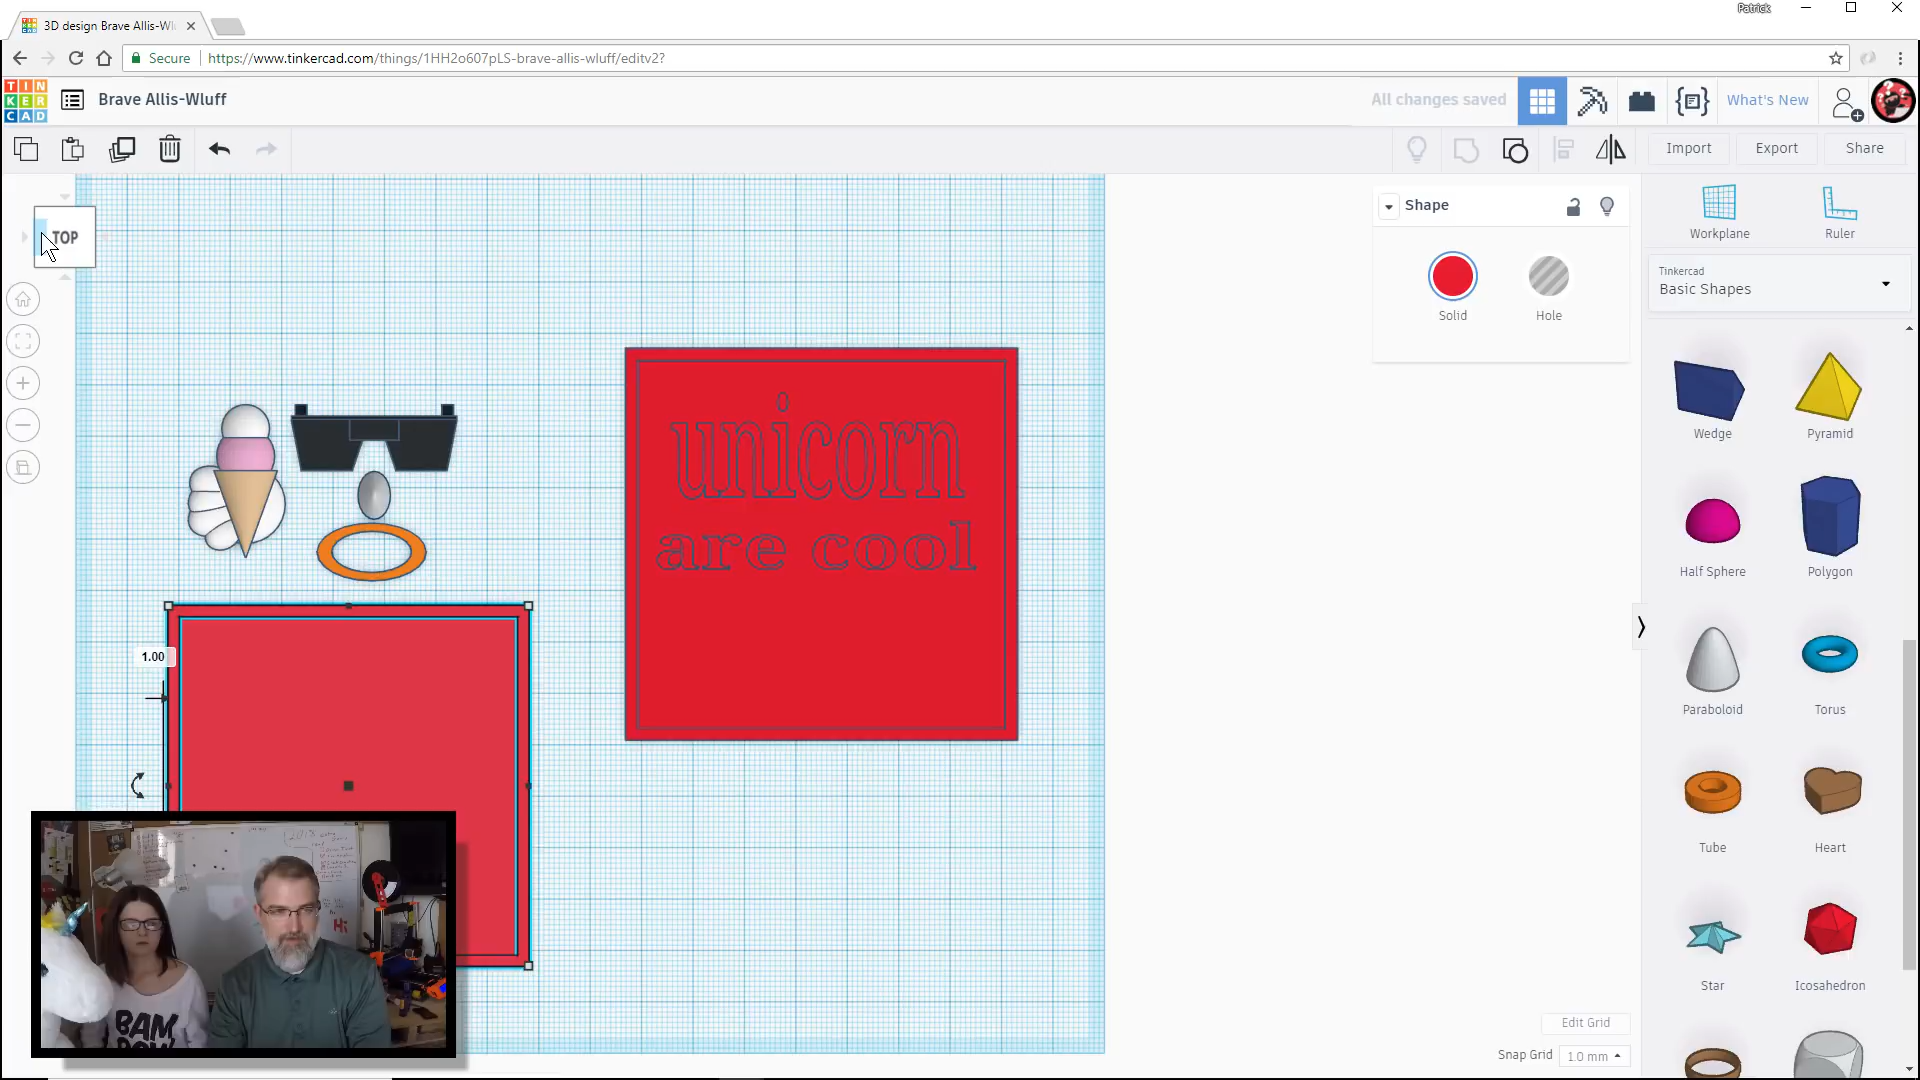 Patrick
3D design Brave Allis-Wl
Secure
https://www.tinkercad.com/things/1HH2o607pLS-brave-allis-wluff/editv2?
TIN
KER
CAD
Brave Allis-Wluff
All changes saved
What's New
Import
Export
Share
TOP
Shape
Solid
Hole
Workplane
Ruler
Tinkercad
Basic Shapes
unicorn
are cool
1.00
Wedge
Pyramid
Half Sphere
Polygon
Paraboloid
Torus
Tube
Heart
Star
Icosahedron
Hi
BAM
Edit Grid
Snap Grid
1.0 mm